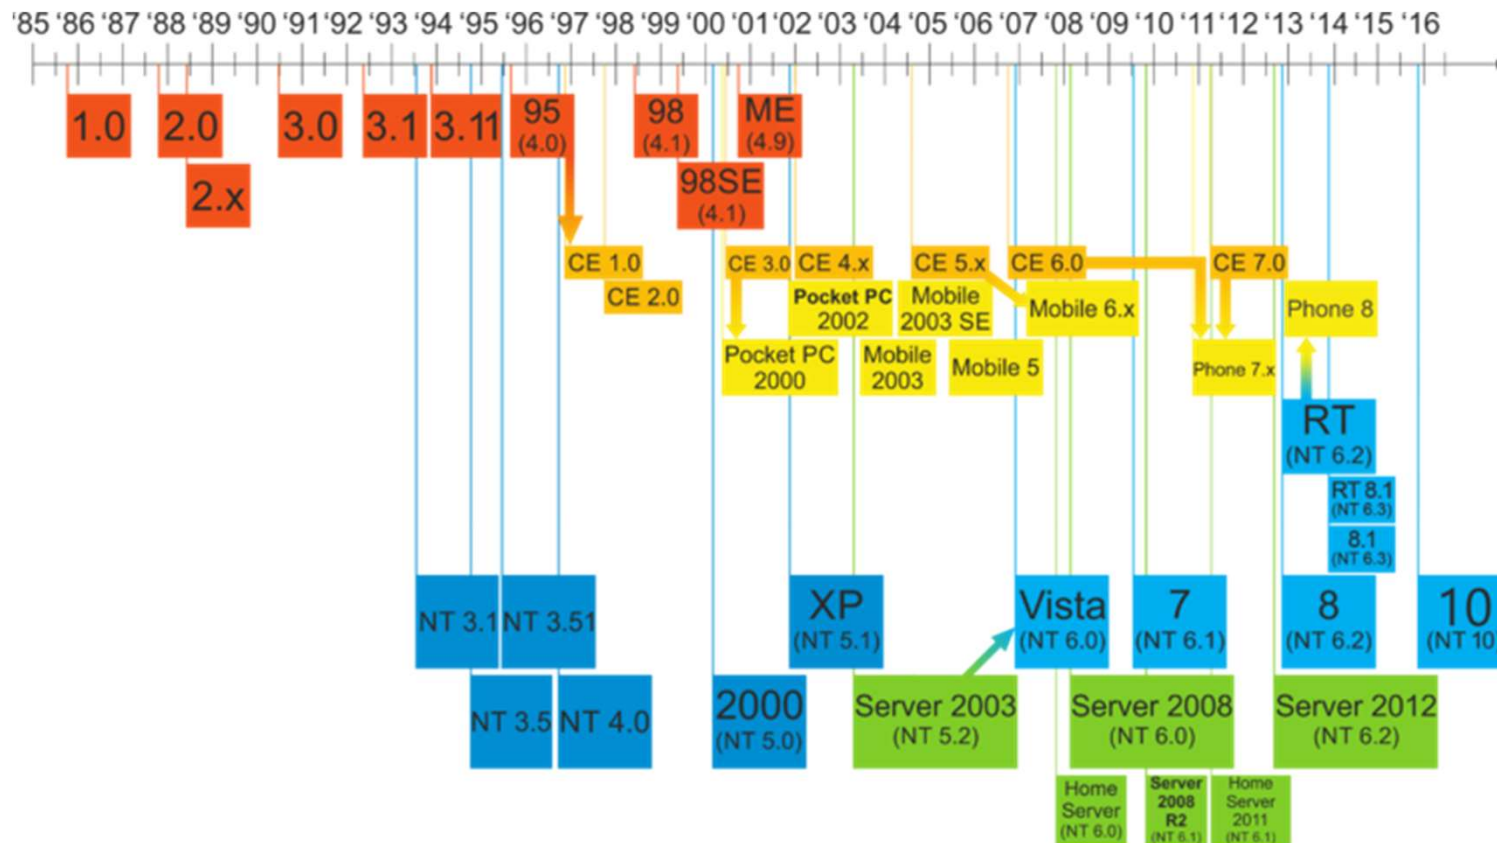 ‘85 ‘86 ‘87 ‘88 ‘89 ‘90 ‘91 ‘92 ‘93 ‘94 ‘95 ‘96 ‘97 ‘98 ‘99 ‘00 ‘01 ‘02 ‘03 ‘04 ‘05 ‘06 ‘07 ‘08 ‘09 ‘10 ‘11 ‘12 ‘13 ‘14 ‘15 ‘16
1.0
2.0
3.0
3.1
3.11
95
(4.0)
98
(4.1)
ME
(4.9)
2.x
98SE
(4.1)
CE 1.0
CE 3.0
CE 4.x
CE 5.x
CE 6.0
CE 7.0
CE 2.0
Pocket PC
2002
Mobile
2003 SE
Mobile 6.x
Phone 8
Pocket PC
2000
Mobile
2003
Mobile 5
Phone 7.x
RT
(NT 6.2)
RT 8.1
(NT 6.3)
8.1
(NT 6.3)
NT 3.1
NT 3.51
XP
(NT 5.1)
Vista
(NT 6.0)
7
(NT 6.1)
8
(NT 6.2)
10
(NT 10
NT 3.5
NT 4.0
2000
(NT 5.0)
Server 2003
(NT 5.2)
Server 2008
(NT 6.0)
Server 2012
(NT 6.2)
Home
Server
(NT 6.0)
Server
2008
R2
(NT 6.1)
Home
Server
2011
(NT 6.1)